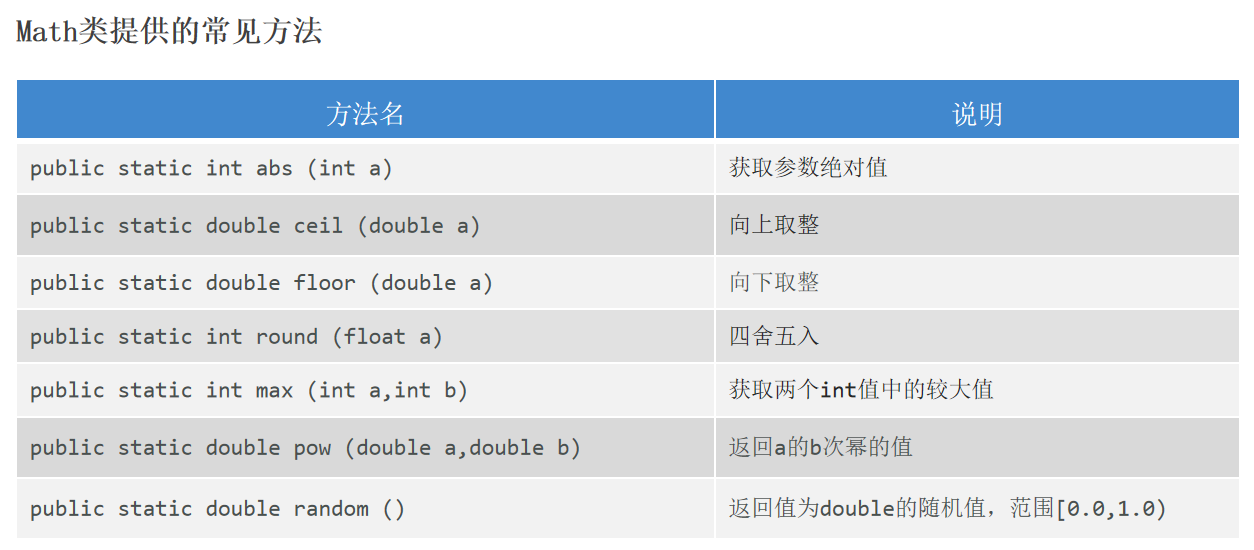 Math类提供的常见方法
方法名 说明
public static int abs (int a) 获取参数绝对值
public static double ceil (double a) 向上取整
public static double floor (double a) 向下取整
public static int round (float a) 四舍五入
public static int max (int a,int b) 获取两个int值中的较大值
public static double pow (double a,double b) 返回a的b次幂的值
public static double random () 返回值为double的随机值，范围[0.0,1.0)